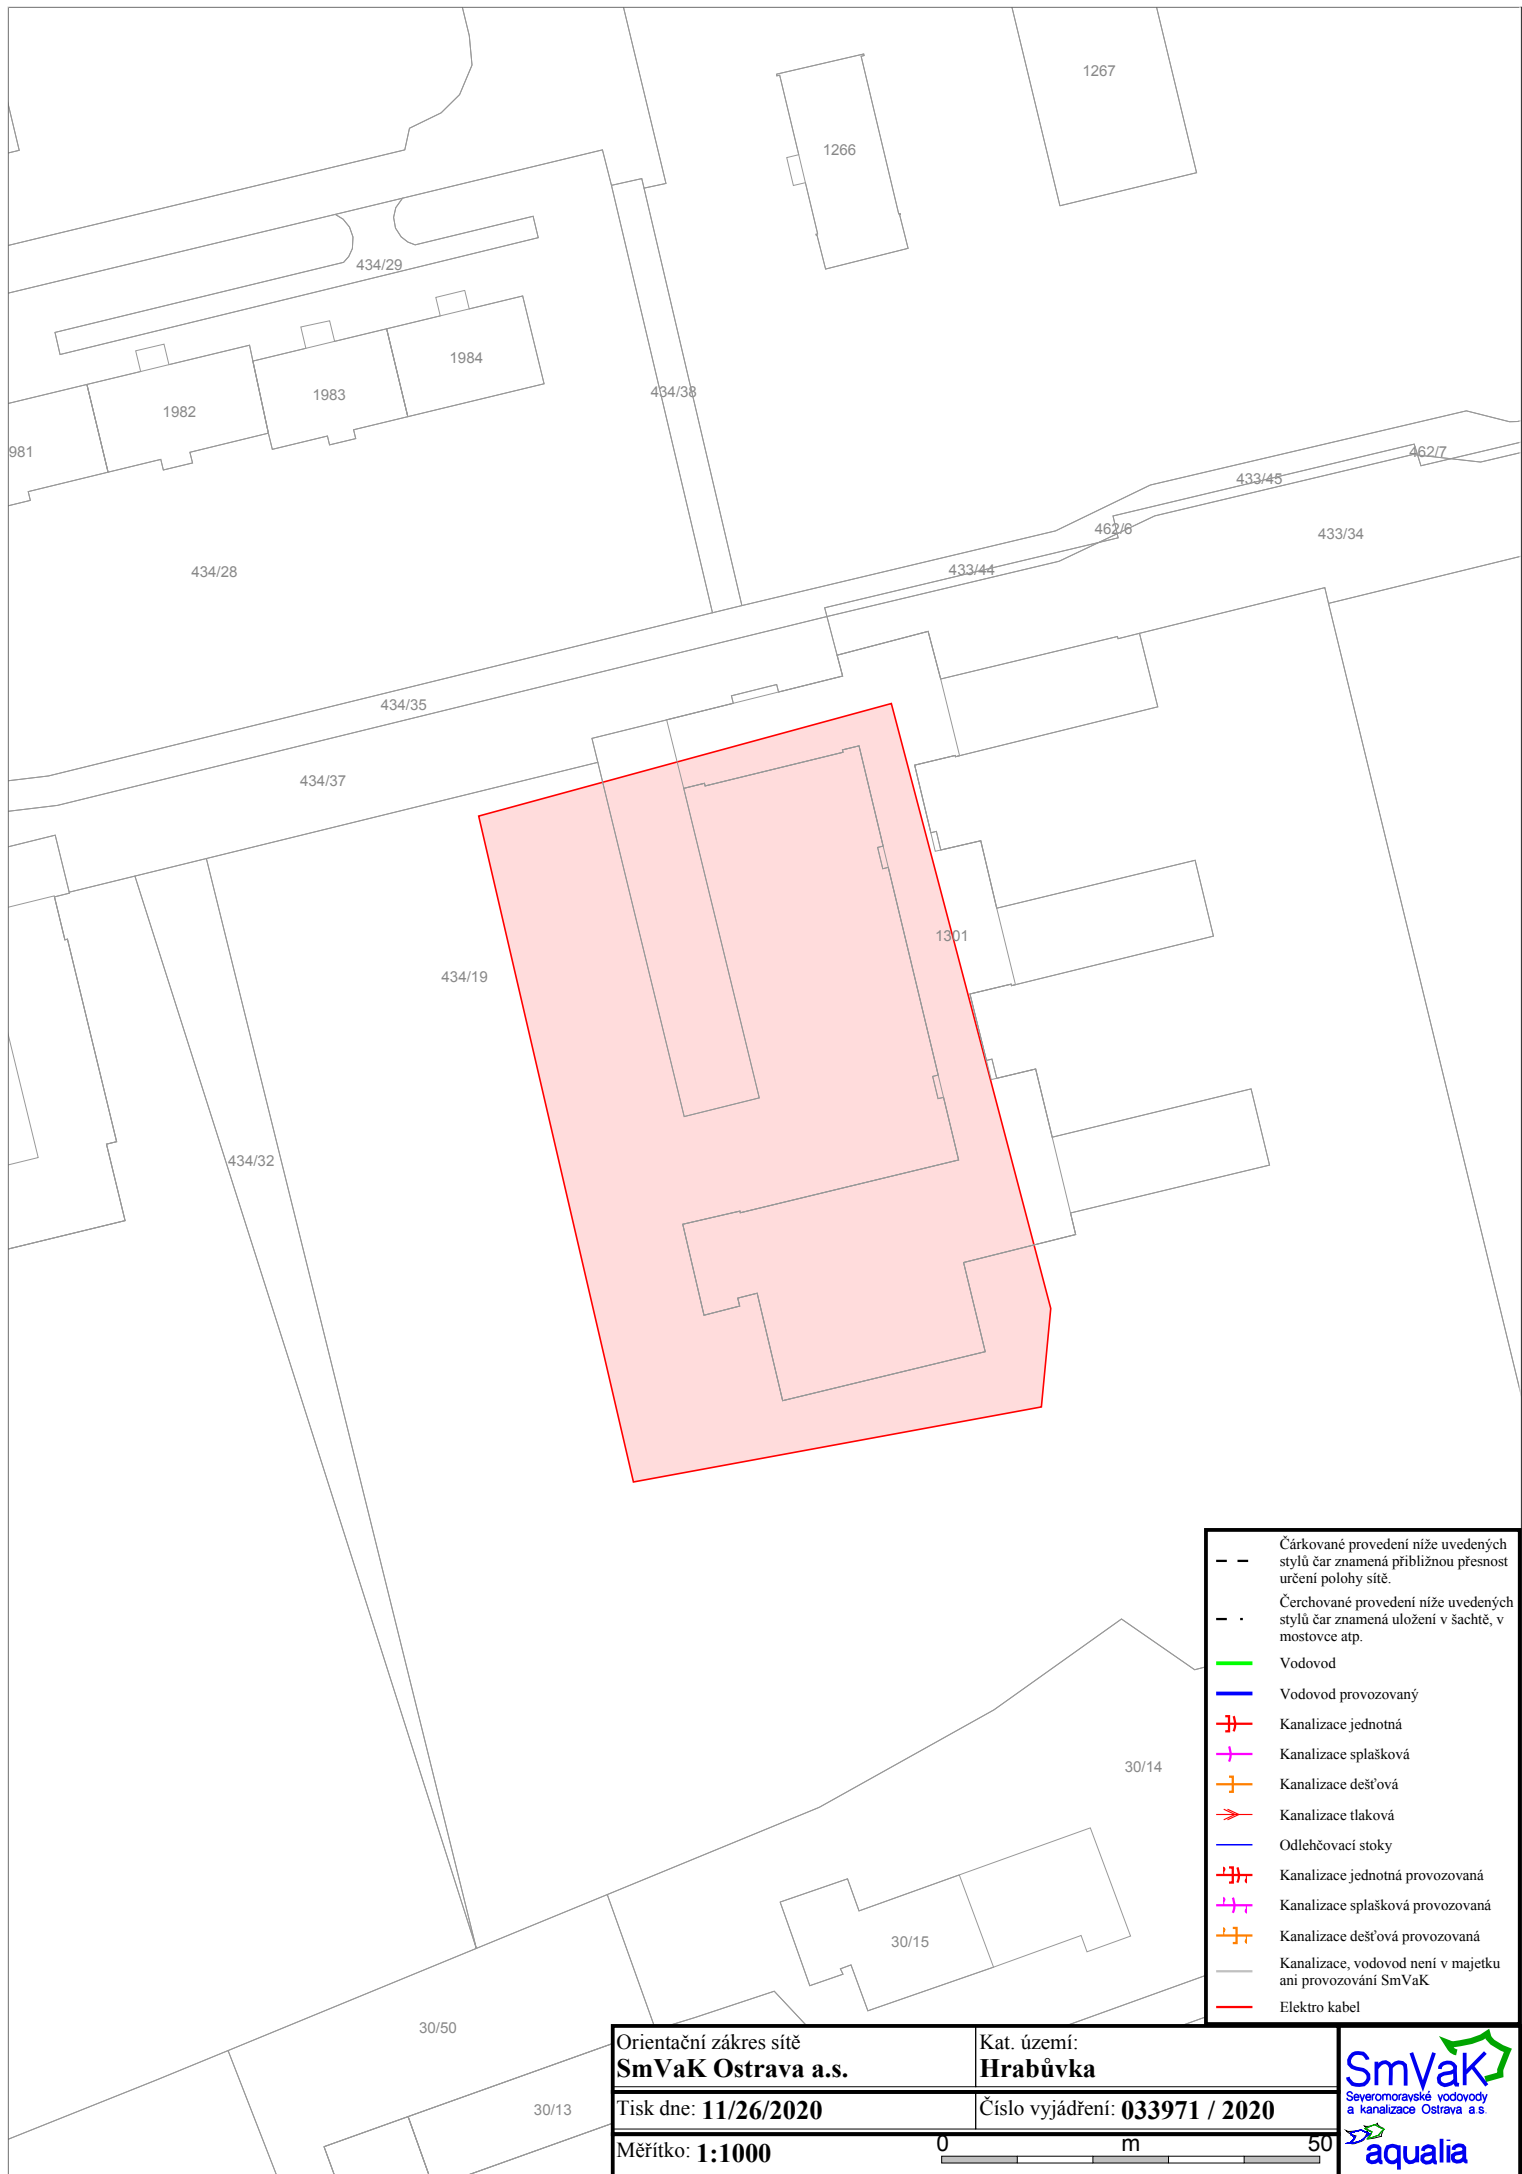 1267
1266
434/29
1984
1983
1982
981
434/38
462/7
433/45
462/6
433/34
433/44
434/28
434/35
434/37
1301
434/19
434/32
30/14
30/15
30/50
30/13
Čárkované provedení níže uvedených
stylů čar znamená přibližnou přesnost
určení polohy sítě.
Čerchované provedení níže uvedených
stylů čar znamená uložení v šachtě, v
mostovce atp.
Vodovod
Vodovod provozovaný
Kanalizace jednotná
Kanalizace splašková
Kanalizace dešťová
Kanalizace tlaková
Odlehčovací stoky
Kanalizace jednotná provozovaná
Kanalizace splašková provozovaná
Kanalizace dešťová provozovaná
Kanalizace, vodovod není v majetku
ani provozování SmVaK
Elektro kabel
Orientační zákres sítě
SmVaK Ostrava a.s.
Kat. území:
Hrabůvka
Tisk dne: 11/26/2020
Číslo vyjádření: 033971 / 2020
Měřítko: 1:1000
0 m 50
SmVaK
Severomoravské vodovody
a kanalizace Ostrava a.s.
aqualia